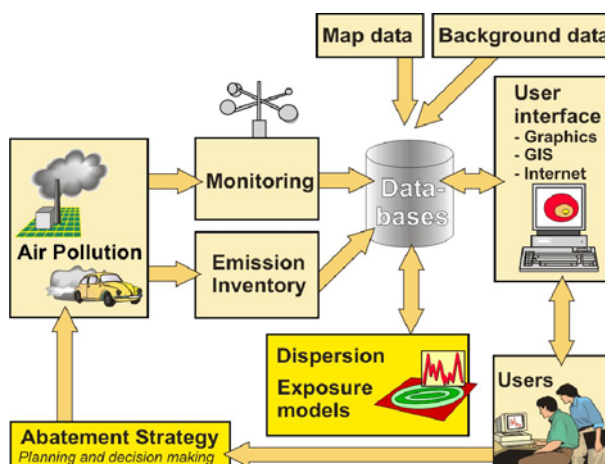 Map data
Background data
User
interface
- Graphics
- GIS
- Internet
Monitoring
Data-
bases
Air Pollution
Emission
Inventory
Dispersion
Exposure
models
Users
Abatement Strategy
Planning and decision making